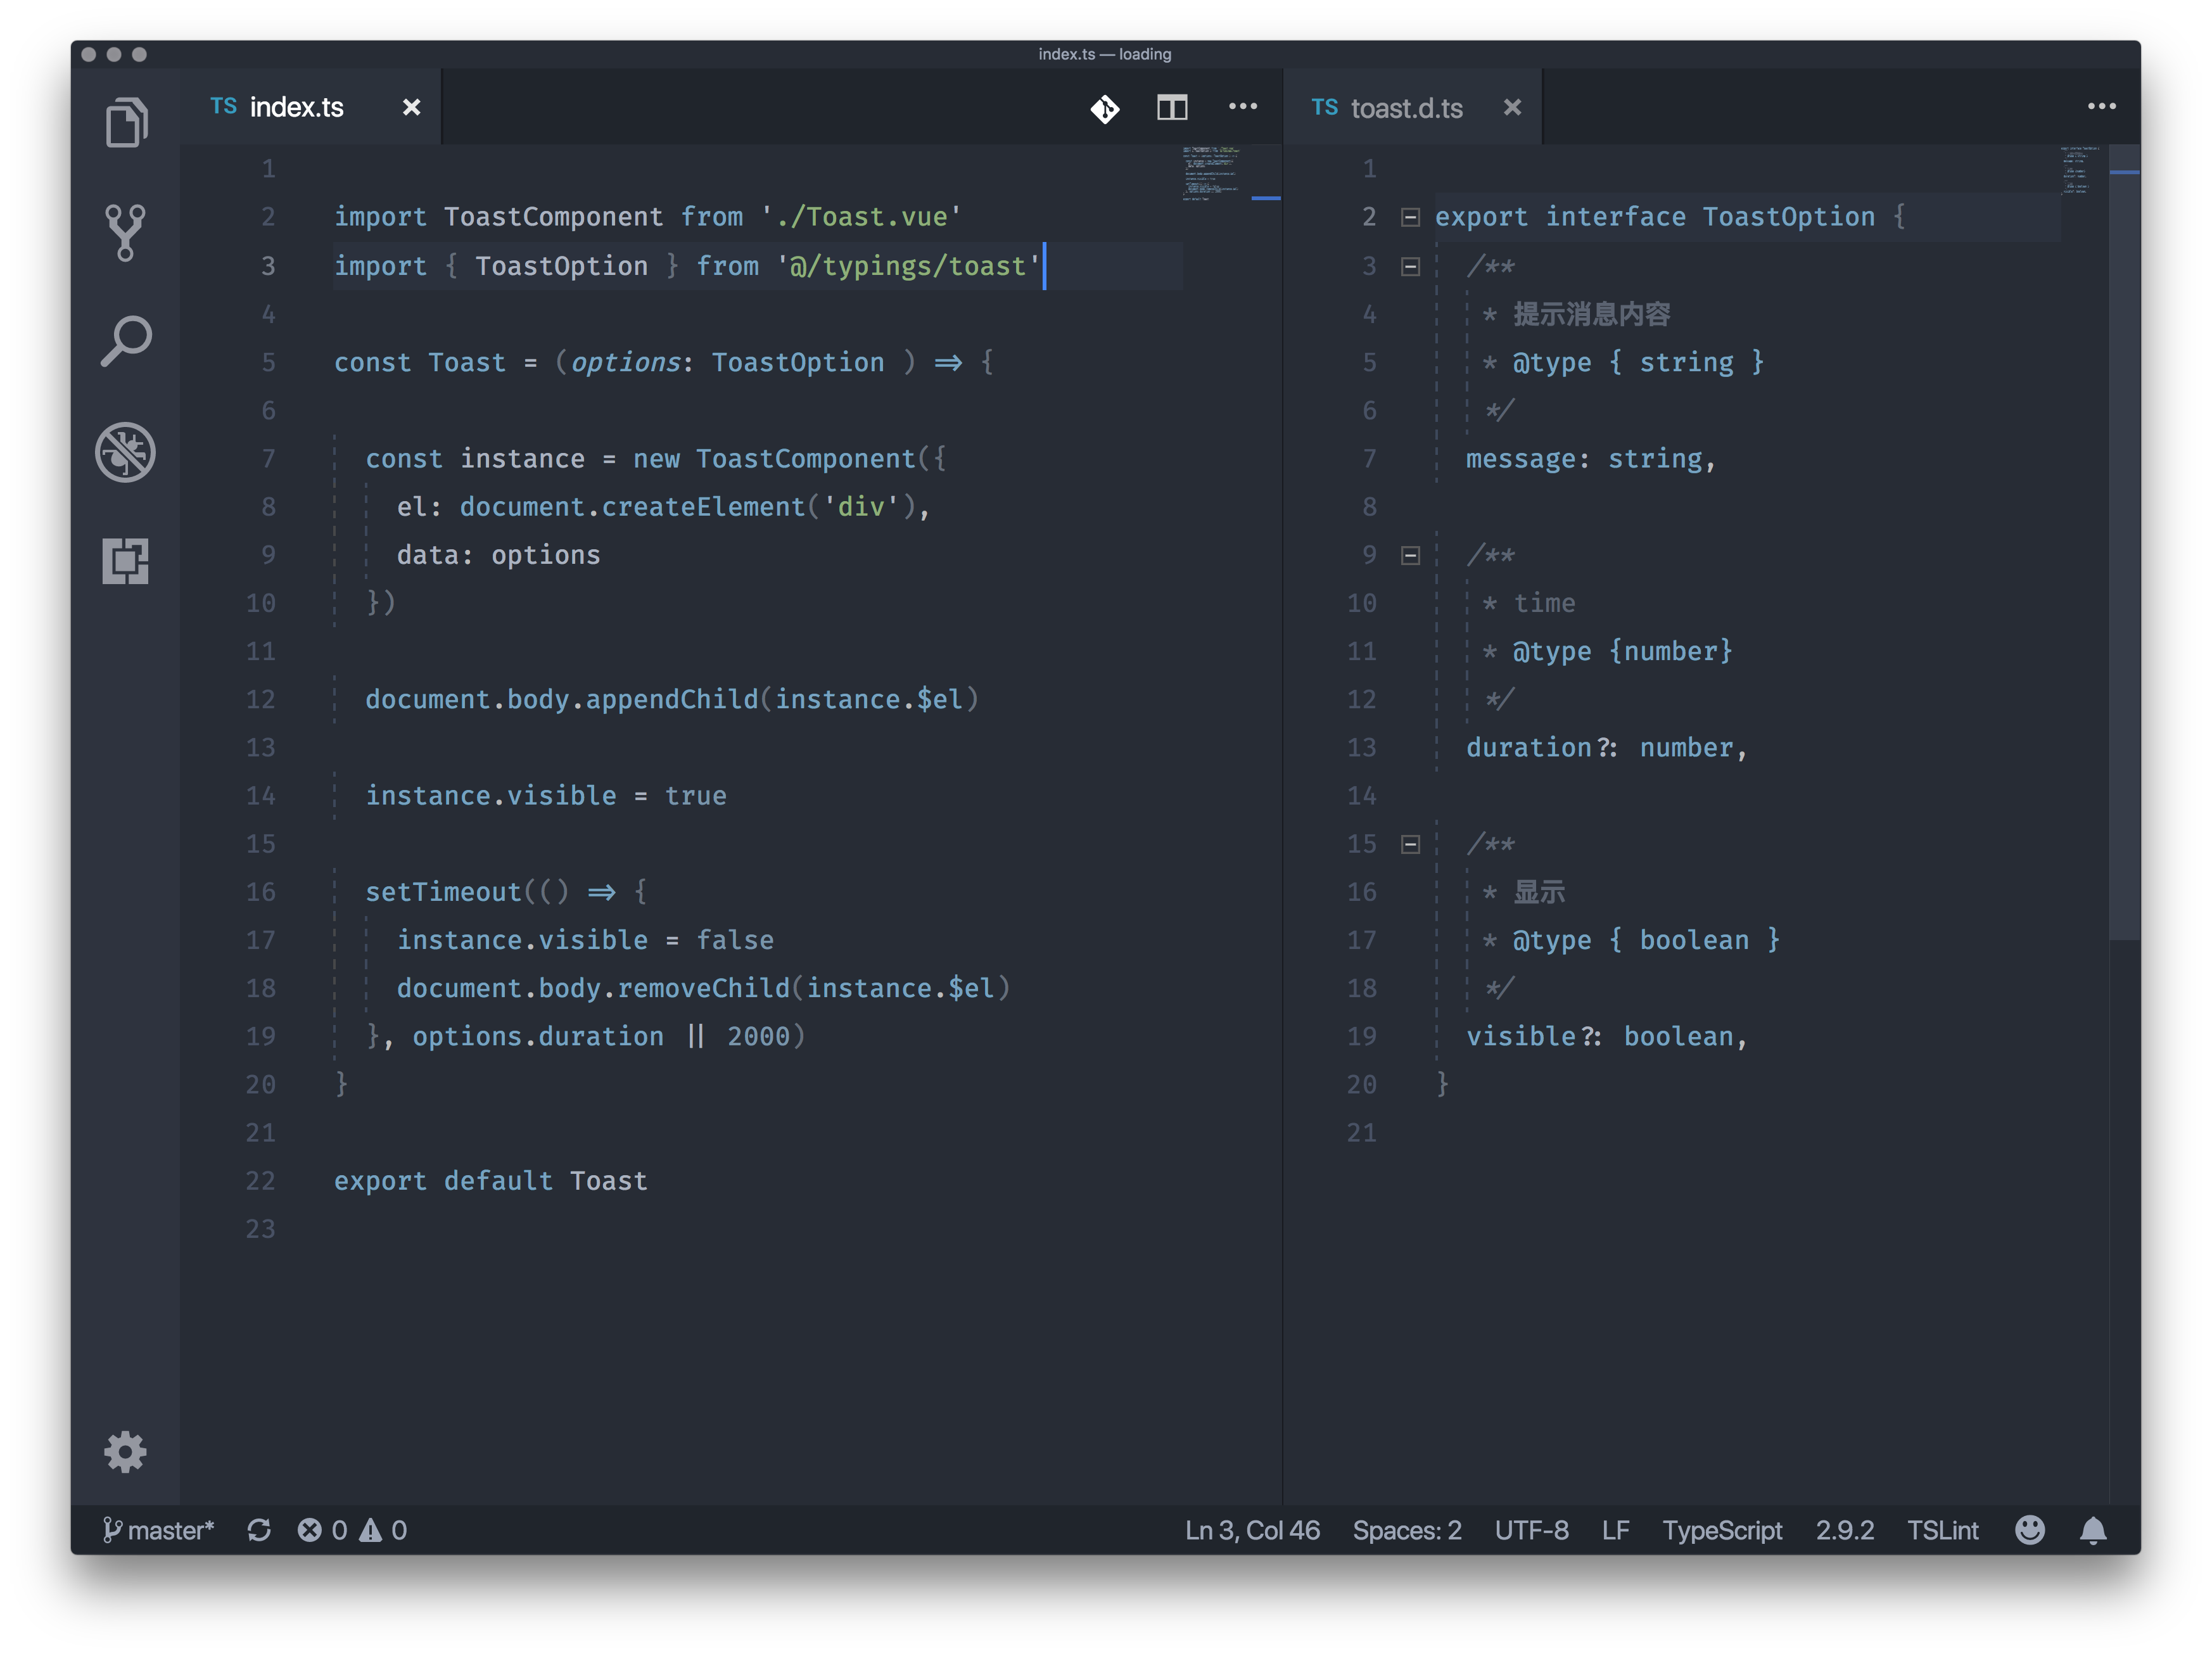 index.ts — loading
TS index.ts
TS toast.d.ts
1
2 import ToastComponent from './Toast.vue'
3 import { ToastOption } from '@/typings/toast'
4
5 const Toast = (options: ToastOption ) => {
6
7 const instance = new ToastComponent({
8 el: document.createElement('div'),
9 data: options
10 })
11
12 document.body.appendChild(instance.$el)
13
14 instance.visible = true
15
16 setTimeout(() => {
17 instance.visible = false
18 document.body.removeChild(instance.$el)
19 }, options.duration || 2000)
20 }
21
22 export default Toast
23
1
2 export interface ToastOption {
3 /**
4 * 提示消息内容
5 * @type { string }
6 */
7 message: string,
8
9 /**
10 * time
11 * @type {number}
12 */
13 duration?: number,
14
15 /**
16 * 显示
17 * @type { boolean }
18 */
19 visible?: boolean,
20 }
21
master* 0 0 Ln 3, Col 46 Spaces: 2 UTF-8 LF TypeScript 2.9.2 TSLint